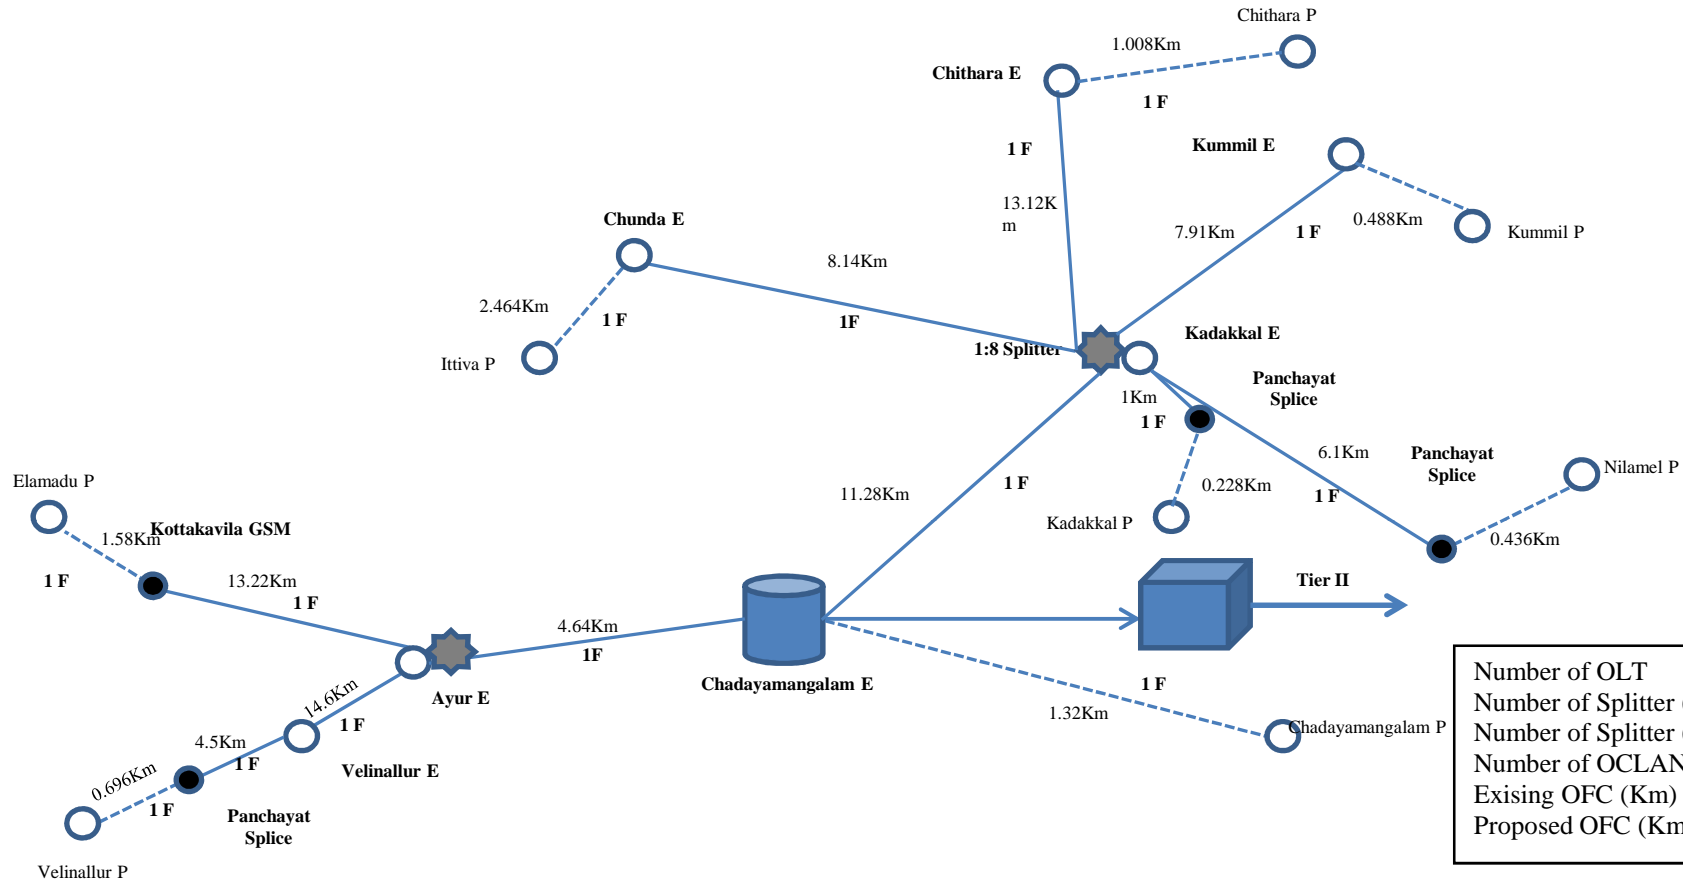 Chithara P
1.008Km
Chithara E
1 F
1 F
Kummil E
13.12K
m
0.488Km
7.91Km
1 F
Kummil P
Chunda E
8.14Km
2.464Km
1 F
1F
Ittiva P
1:8 Splitter
Kadakkal E
1Km
1 F
Panchayat
Splice
6.1Km
1 F
Panchayat
Splice
Nilamel P
0.436Km
0.228Km
Kadakkal P
11.28Km
1 F
Elamadu P
1.58Km
Kottakavila GSM
1 F
13.22Km
1 F
4.64Km
1F
Tier II
Chadayamangalam E
Ayur E
1 F
1.32Km
Chadayamangalam P
14.6Km
1 F
4.5Km
1 F
Velinallur E
0.696Km
1 F
Panchayat
Splice
Velinallur P
Number of OLT
Number of Splitter (
Number of Splitter (
Number of OCLAN
Exising OFC (Km)
Proposed OFC (Km